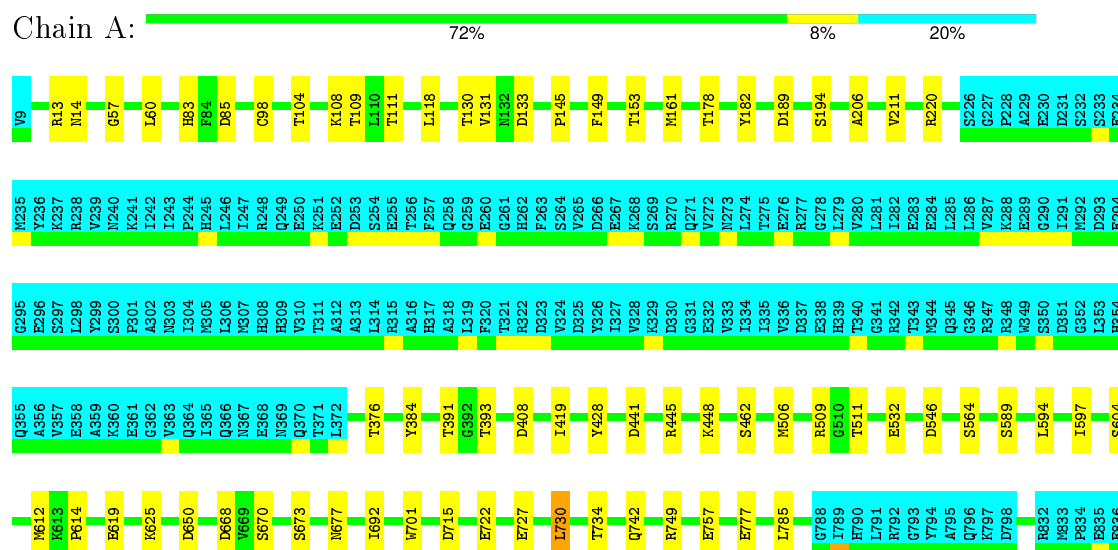 Chain A:
72% 8% 20%
V9 R13 N14 G57 L60 H83 F84 D85 C98 T104 K108 T109 L110 T111 L118 T130 V131 N132 D133 P145 F149 T153 M161 T178 Y182 D189 S194 A206 V211 R220 S226 G227 P228 A229 E230 D231 S232 S233 E234
M235 Y236 K237 R238 V239 N240 K241 I242 I243 P244 H245 L246 I247 R248 Q249 E250 K251 E252 D253 S254 E255 T256 F257 Q258 G259 E260 G261 H262 F263 S264 V265 D266 E267 K268 S269 R270 Q271 V272 N273 L274 T275 E276 R277 G278 L279 V280 L281 I282 E283 E284 L285 L286 V287 K288 E289 G290 I291 M292 D293 E294
G295 E296 S297 L298 Y299 S300 P301 A302 N303 I304 M305 L306 M307 H308 H309 V310 T311 A312 A313 L314 R315 A316 H317 A318 L319 F320 T321 R322 D323 V324 D325 Y326 I327 V328 K329 D330 G331 E332 V333 I334 I335 V336 D337 E338 H339 T340 G341 R342 T343 M344 Q345 G346 R347 R348 W349 S350 D351 G352 L353 H354
Q355 A356 V357 E358 A359 K360 E361 G362 V363 Q364 I365 Q366 N367 E368 N369 Q370 T371 L372 T376 Y384 T391 G392 T393 D408 I419 Y428 D441 R445 K448 S462 M506 R509 G510 T511 E532 D546 S564 S589 L594 I597 S604
M612 K613 P614 E619 K625 D650 D668 V669 S670 S673 N677 I692 W701 D715 E722 E727 L730 T734 Q742 R749 E757 E777 L785 G788 I789 H790 L791 R792 G793 Y794 A795 Q796 K797 D798 R832 M833 P834 E835